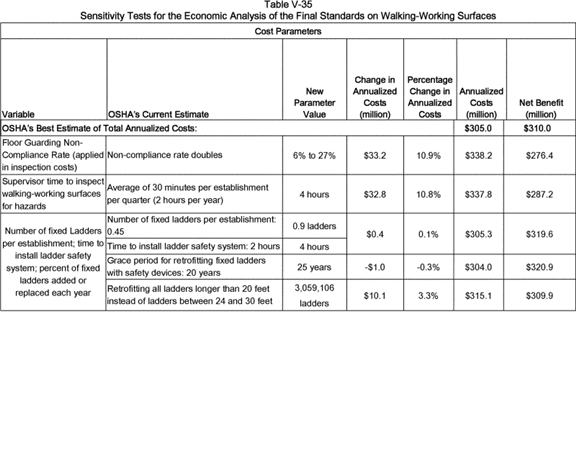 Table V-35
Sensitivity Tests for the Economic Analysis of the Final Standards on Walking-Working Surfaces
Cost Parameters
Variable
OSHA's Current Estimate
New
Parameter
Value
Change in
Annualized
Costs
(million)
Percentage
Change in
Annualized
Costs
Annualized
Costs
(million)
Net Benefit
(million)
OSHA's Best Estimate of Total Annualized Costs:
$305.0
$310.0
Floor Guarding Non-
Compliance Rate (applied
in inspection costs)
Non-compliance rate doubles
6% to 27%
$33.2
10.9%
$338.2
$276.4
Supervisor time to inspect
walking-working surfaces
for hazards
Average of 30 minutes per establishment
per quarter (2 hours per year)
4 hours
$32.8
10.8%
$337.8
$287.2
Number of fixed Ladders
per establishment; time to
install ladder safety
system; percent of fixed
ladders added or
replaced each year
Number of fixed ladders per establishment:
0.45
0.9 ladders
Time to install ladder safety system: 2 hours
4 hours
$0.4
0.1%
$305.3
$319.6
Grace period for retrofitting fixed ladders
with safety devices: 20 years
25 years
-$1.0
-0.3%
$304.0
$320.9
Retrofitting all ladders longer than 20 feet
instead of ladders between 24 and 30 feet
3,059,106
ladders
$10.1
3.3%
$315.1
$309.9